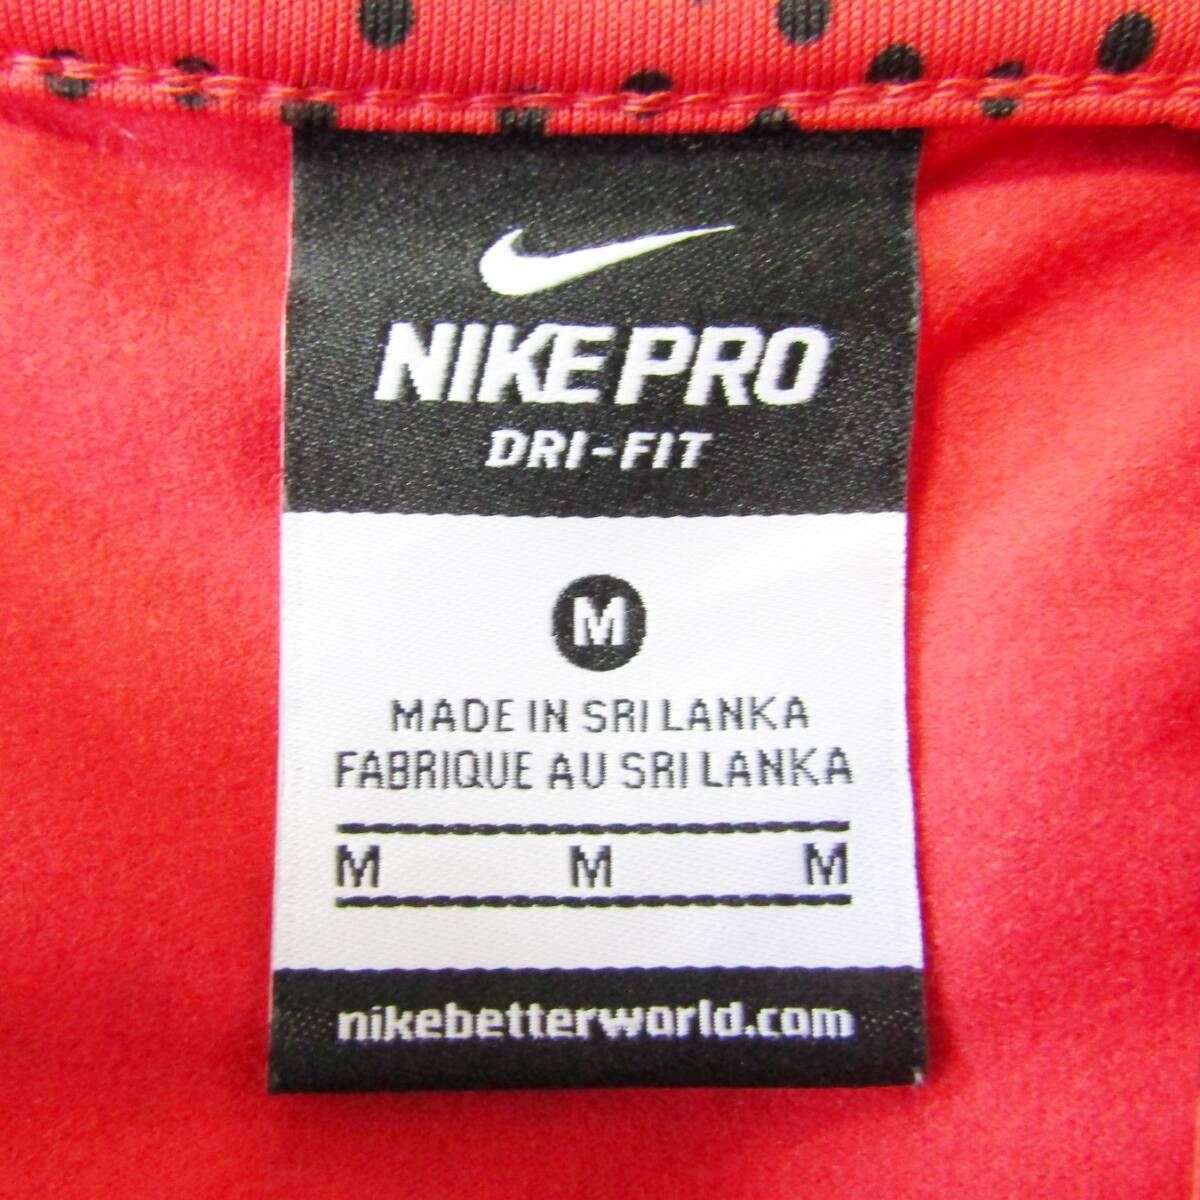 NIKE PRO
DRI-FIT
M
MADE IN SRI LANKA
FABRIQUE AU SRI LANKA
M M M
nikebetterworld.com